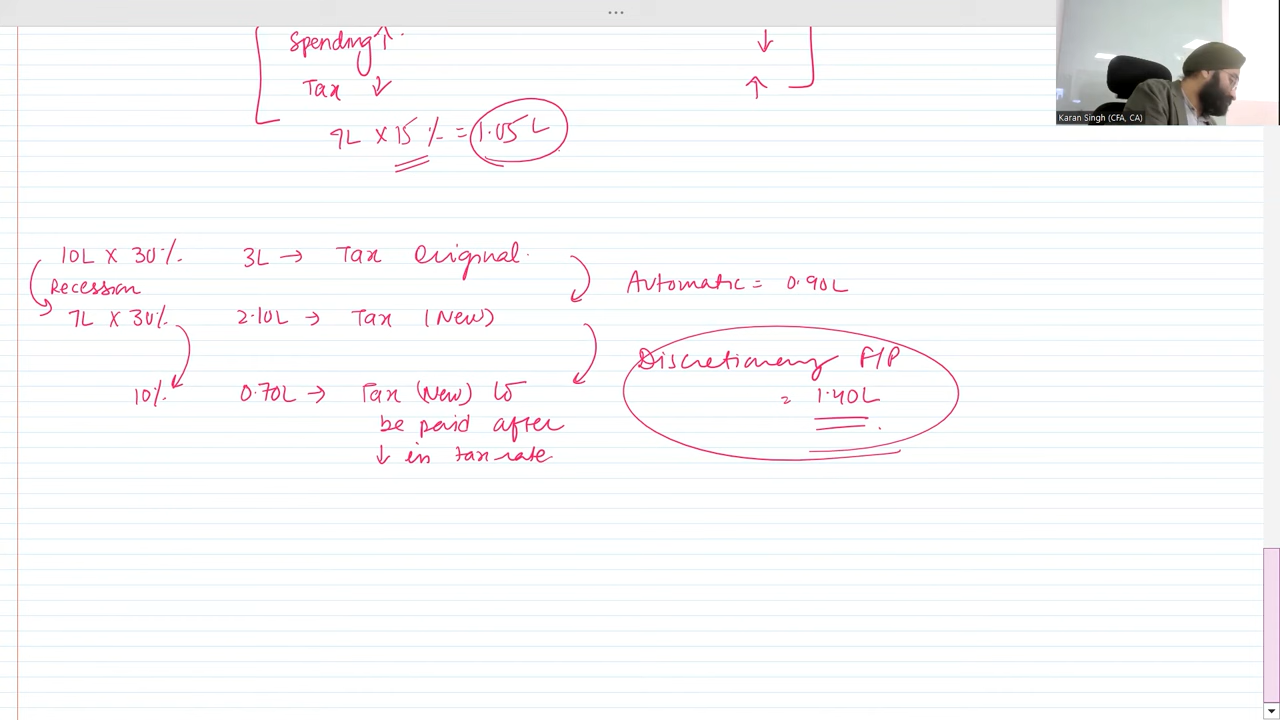 Spending ↑ ↓
Tax ↓ ↑
7L × 15% = 1.05L
10L × 30% 3L → Tax Original
Recession
Automatic = 0.90L
7L × 30% 2.10L → Tax (New)
Discretionery F/P
10% 0.70L → Tax (New) to
= 1.40L
be paid after
↓ in tax rate
Karan Singh (CFA, CA)